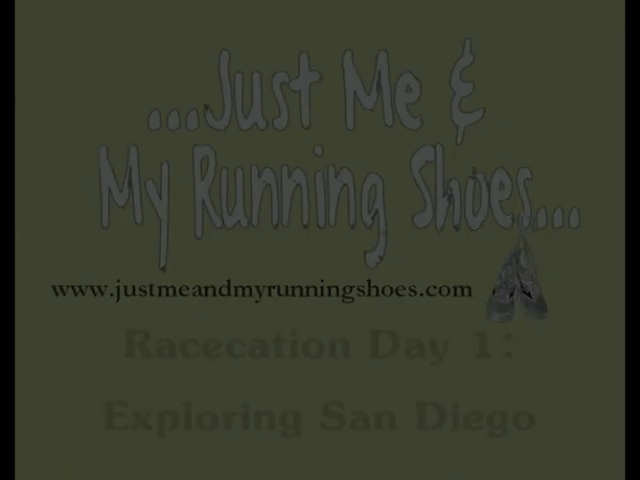 ...Just Me &
My Running Shoes...
www.justmeandmyrunningshoes.com
Racecation Day 1:
Exploring San Diego